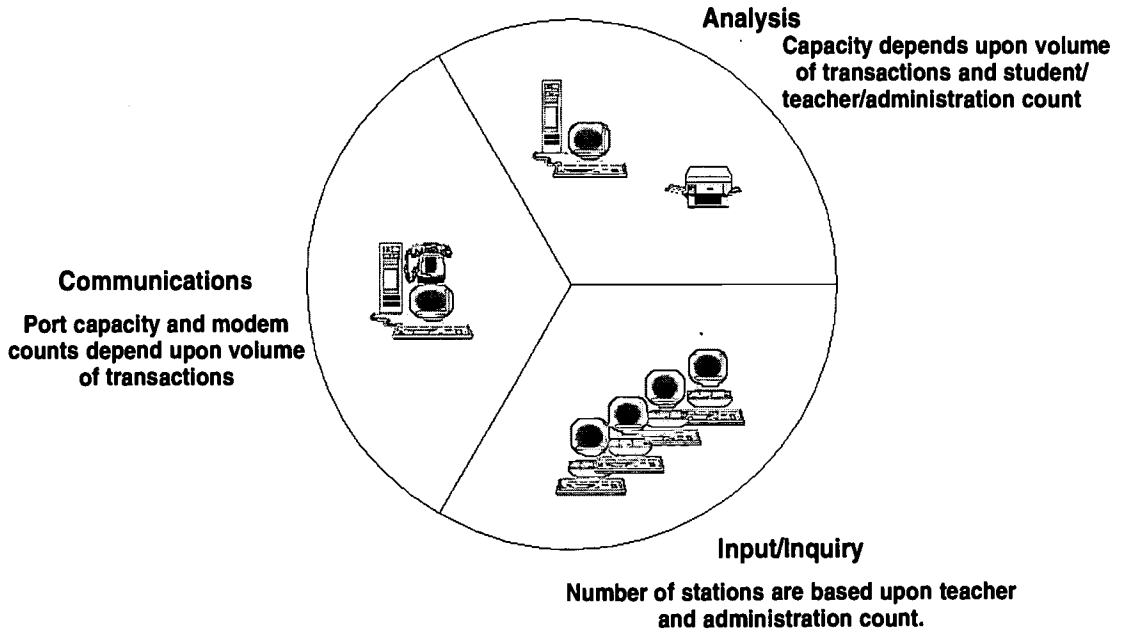 Analysis
Capacity depends upon volume
of transactions and student/
teacher/administration count
Communications
Port capacity and modem
counts depend upon volume
of transactions
Input/Inquiry
Number of stations are based upon teacher
and administration count.